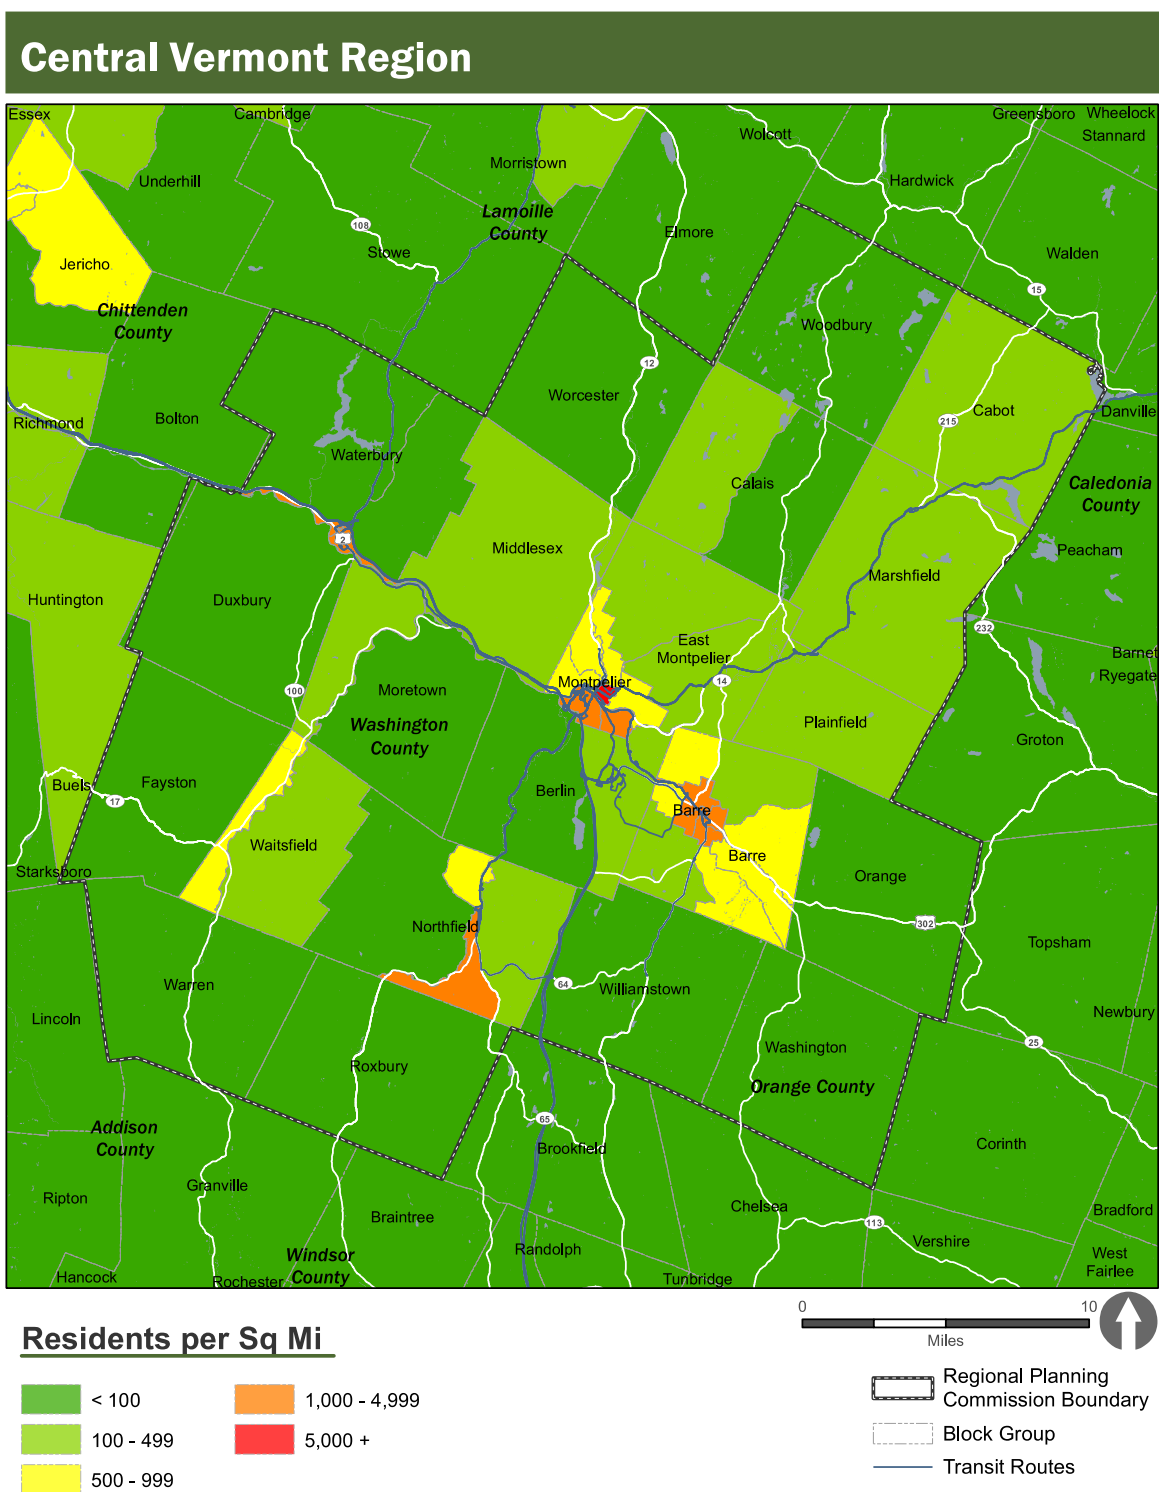 Central Vermont Region
Essex
Cambridge
Greensboro
Wheelock
Stannard
Wolcott
Morristown
Underhill
Hardwick
Lamoille
County
108
Elmore
Stowe
Walden
Jericho
15
Chittenden
County
Woodbury
12
Worcester
Cabot
Danville
215
Richmond
Bolton
Waterbury
Calais
Caledonia
County
2
Middlesex
Peacham
Marshfield
Huntington
Duxbury
232
East
Montpelier
Barnet
Ryegate
Montpelier
14
Moretown
100
Washington
County
Plainfield
Groton
Buels
Fayston
17
Berlin
Barre
Waitsfield
Barre
Starksboro
Orange
Northfield
302
Topsham
Warren
64
Williamstown
Lincoln
Newbury
25
Washington
Roxbury
Orange County
65
Addison
County
Brookfield
Corinth
Ripton
Granville
Chelsea
Braintree
Bradford
113
Vershire
Randolph
Windsor
County
West
Fairlee
Hancock
Rochester
Tunbridge
0
10
Miles
Residents per Sq Mi
< 100
1,000 - 4,999
100 - 499
5,000 +
500 - 999
Regional Planning
Commission Boundary
Block Group
Transit Routes